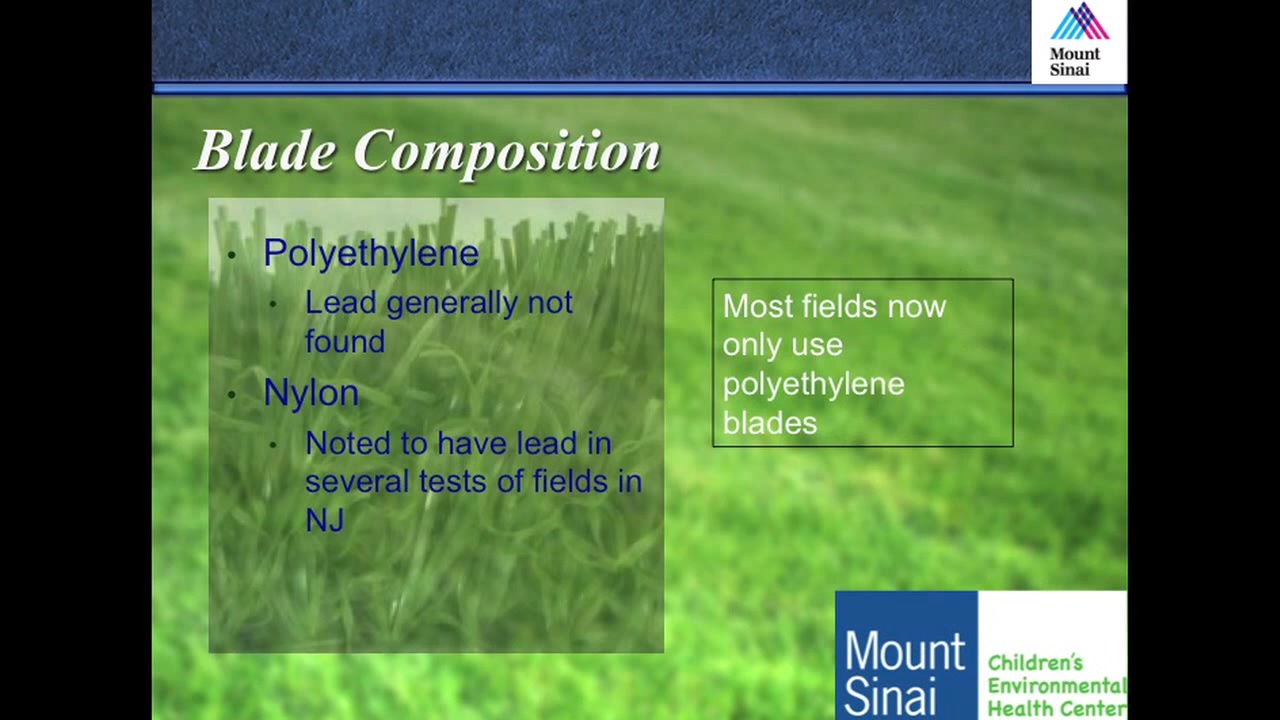 Mount
Sinai
Blade Composition
• Polyethylene
• Lead generally not
found
• Nylon
• Noted to have lead in
several tests of fields in
NJ
Most fields now
only use
polyethylene
blades
Mount
Sinai
Children's
Environmental
Health Center